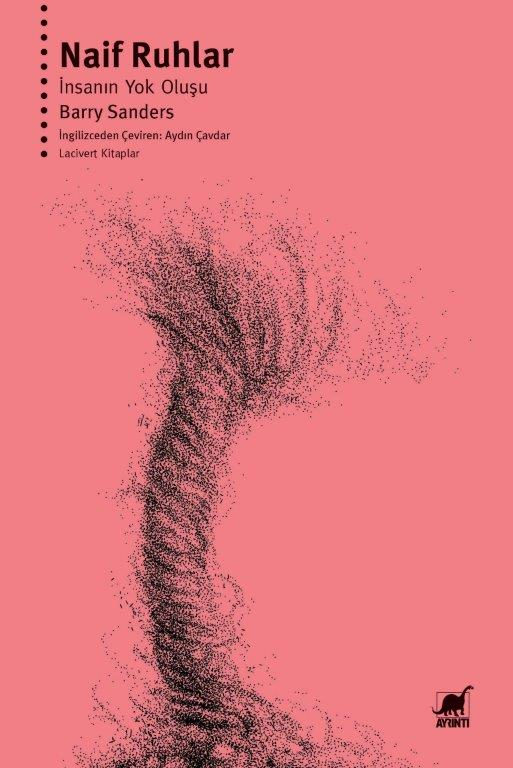 Naif Ruhlar
İnsanın Yok Oluşu
Barry Sanders
İngilizceden Çeviren: Aydın Çavdar
Lacivert Kitaplar
AYRINTI